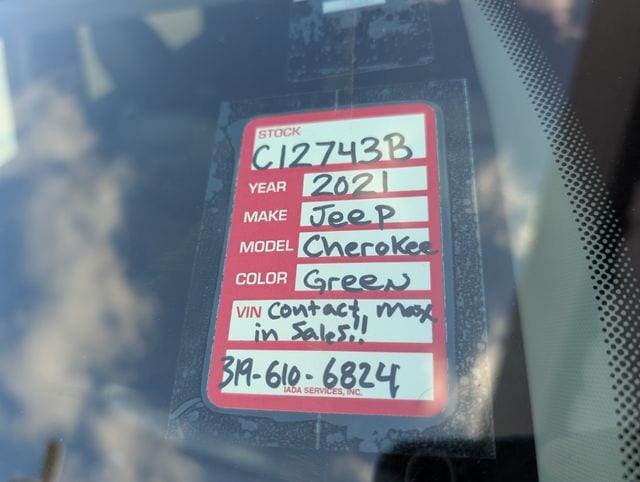 STOCK
C12743B
YEAR 2021
MAKE Jeep
MODEL Cherokee
COLOR Green
VIN Contact, Max
in Sales!!
319-610-6824
IADA SERVICES, INC.